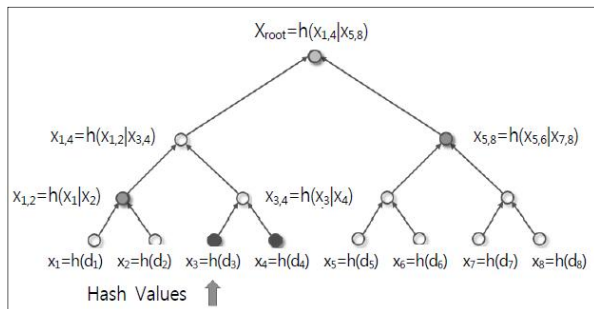 Xroot=h(x1,4|x5,8)
x1,4=h(x1,2|x3,4)
x5,8=h(x5,6|x7,8)
x1,2=h(x1|x2)
x3,4=h(x3|x4)
x1=h(d1) x2=h(d2) x3=h(d3) x4=h(d4) x5=h(d5) x6=h(d6) x7=h(d7) x8=h(d8)
Hash Values